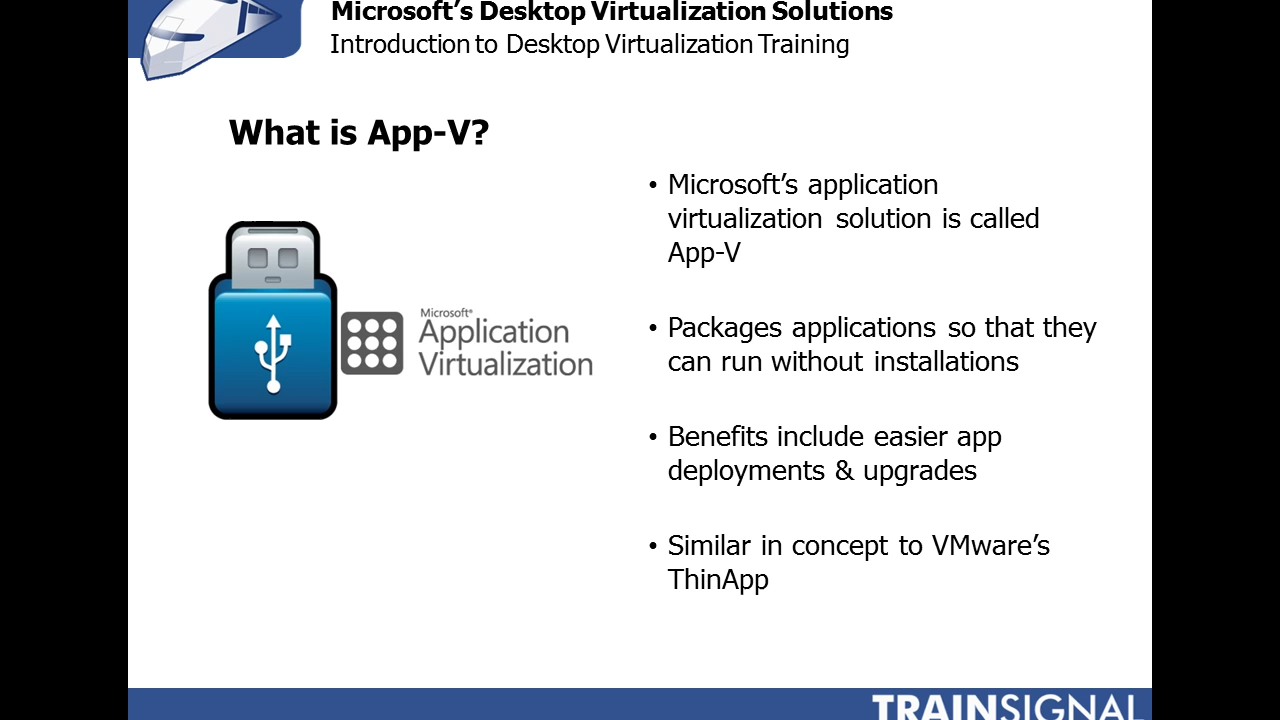 Microsoft's Desktop Virtualization Solutions
Introduction to Desktop Virtualization Training
What is App-V?
Microsoft®
Application
Virtualization
• Microsoft's application
virtualization solution is called
App-V
• Packages applications so that they
can run without installations
• Benefits include easier app
deployments & upgrades
• Similar in concept to VMware's
ThinApp
TRAINSIGNAL